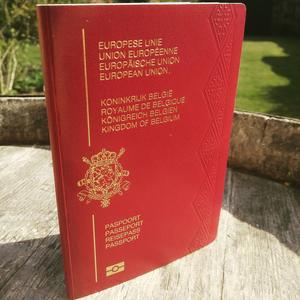 EUROPESE UNIE
UNION EUROPÉENNE
EUROPÄISCHE UNION
EUROPEAN UNION
KONINKRIJK BELGIË
ROYAUME DE BELGIQUE
KÖNIGREICH BELGIEN
KINGDOM OF BELGIUM
PASPOORT
PASSEPORT
REISEPASS
PASSPORT